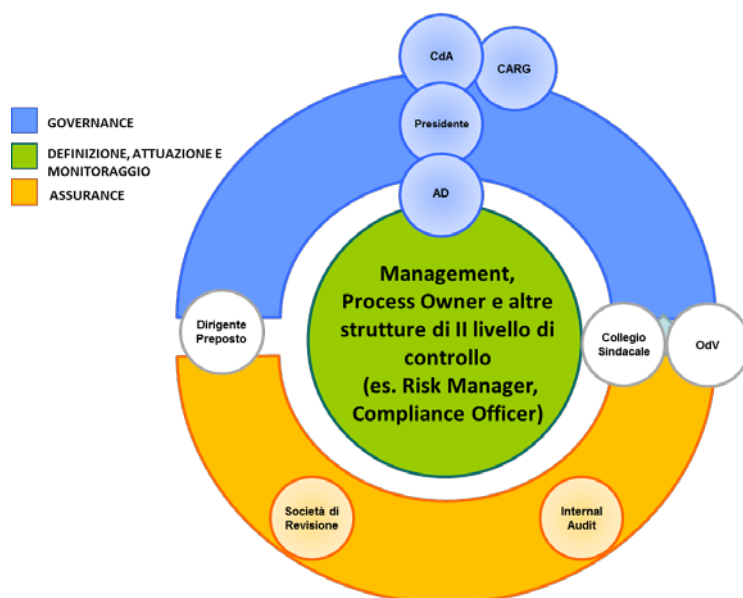 CdA
CARG
Presidente
AD
GOVERNANCE
DEFINIZIONE, ATTUAZIONE E
MONITORAGGIO
ASSURANCE
Management,
Process Owner e altre
strutture di II livello di
controllo
(es. Risk Manager,
Compliance Officer)
Dirigente
Preposto
Collegio
Sindacale
OdV
Società di
Revisione
Internal
Audit